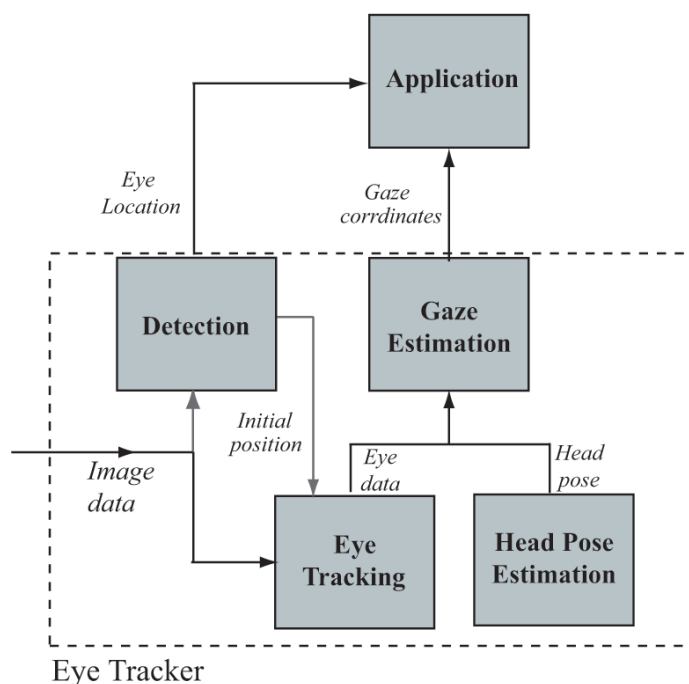 Application
Eye
Location
Gaze
corrdinates
Detection
Gaze
Estimation
Initial
position
Image
data
Eye
data
Head
pose
Eye
Tracking
Head Pose
Estimation
Eye Tracker